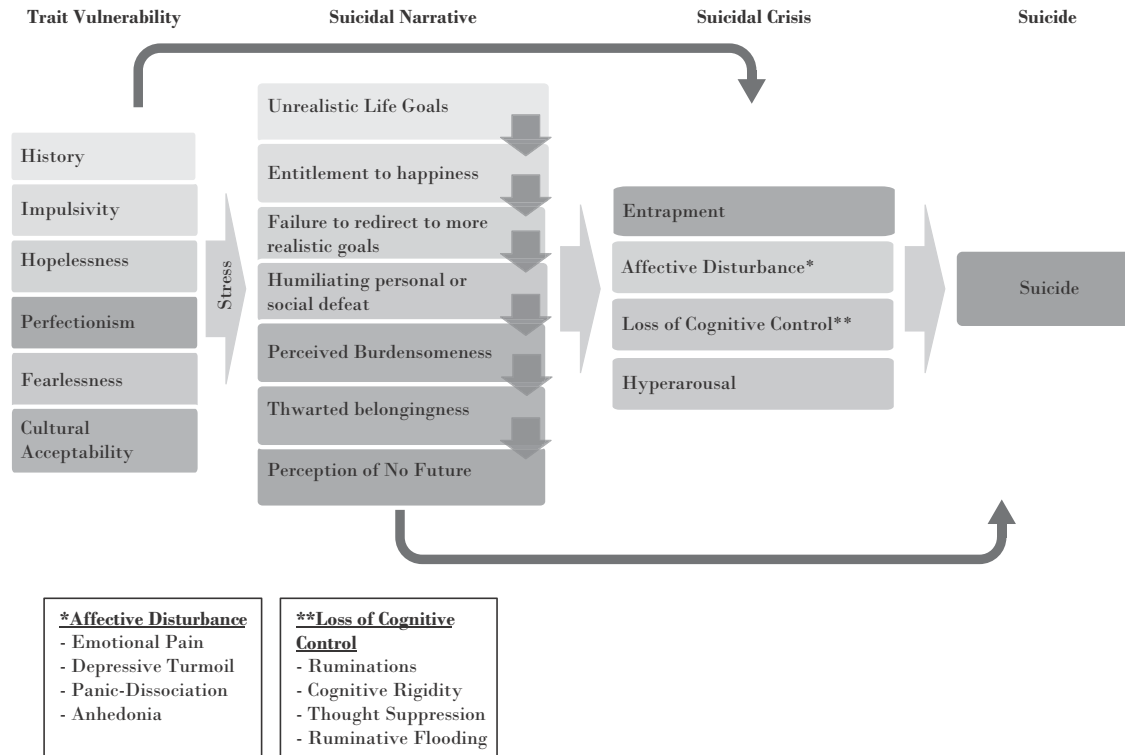 Trait Vulnerability
Suicidal Narrative
Suicidal Crisis
Suicide
History
Impulsivity
Hopelessness
Perfectionism
Fearlessness
Cultural
Acceptability
Stress
Unrealistic Life Goals
Entitlement to happiness
Failure to redirect to more
realistic goals
Humiliating personal or
social defeat
Perceived Burdensomeness
Thwarted belongingness
Perception of No Future
Entrapment
Affective Disturbance*
Loss of Cognitive Control**
Hyperarousal
Suicide
*Affective Disturbance
- Emotional Pain
- Depressive Turmoil
- Panic-Dissociation
- Anhedonia
**Loss of Cognitive
Control
- Ruminations
- Cognitive Rigidity
- Thought Suppression
- Ruminative Flooding